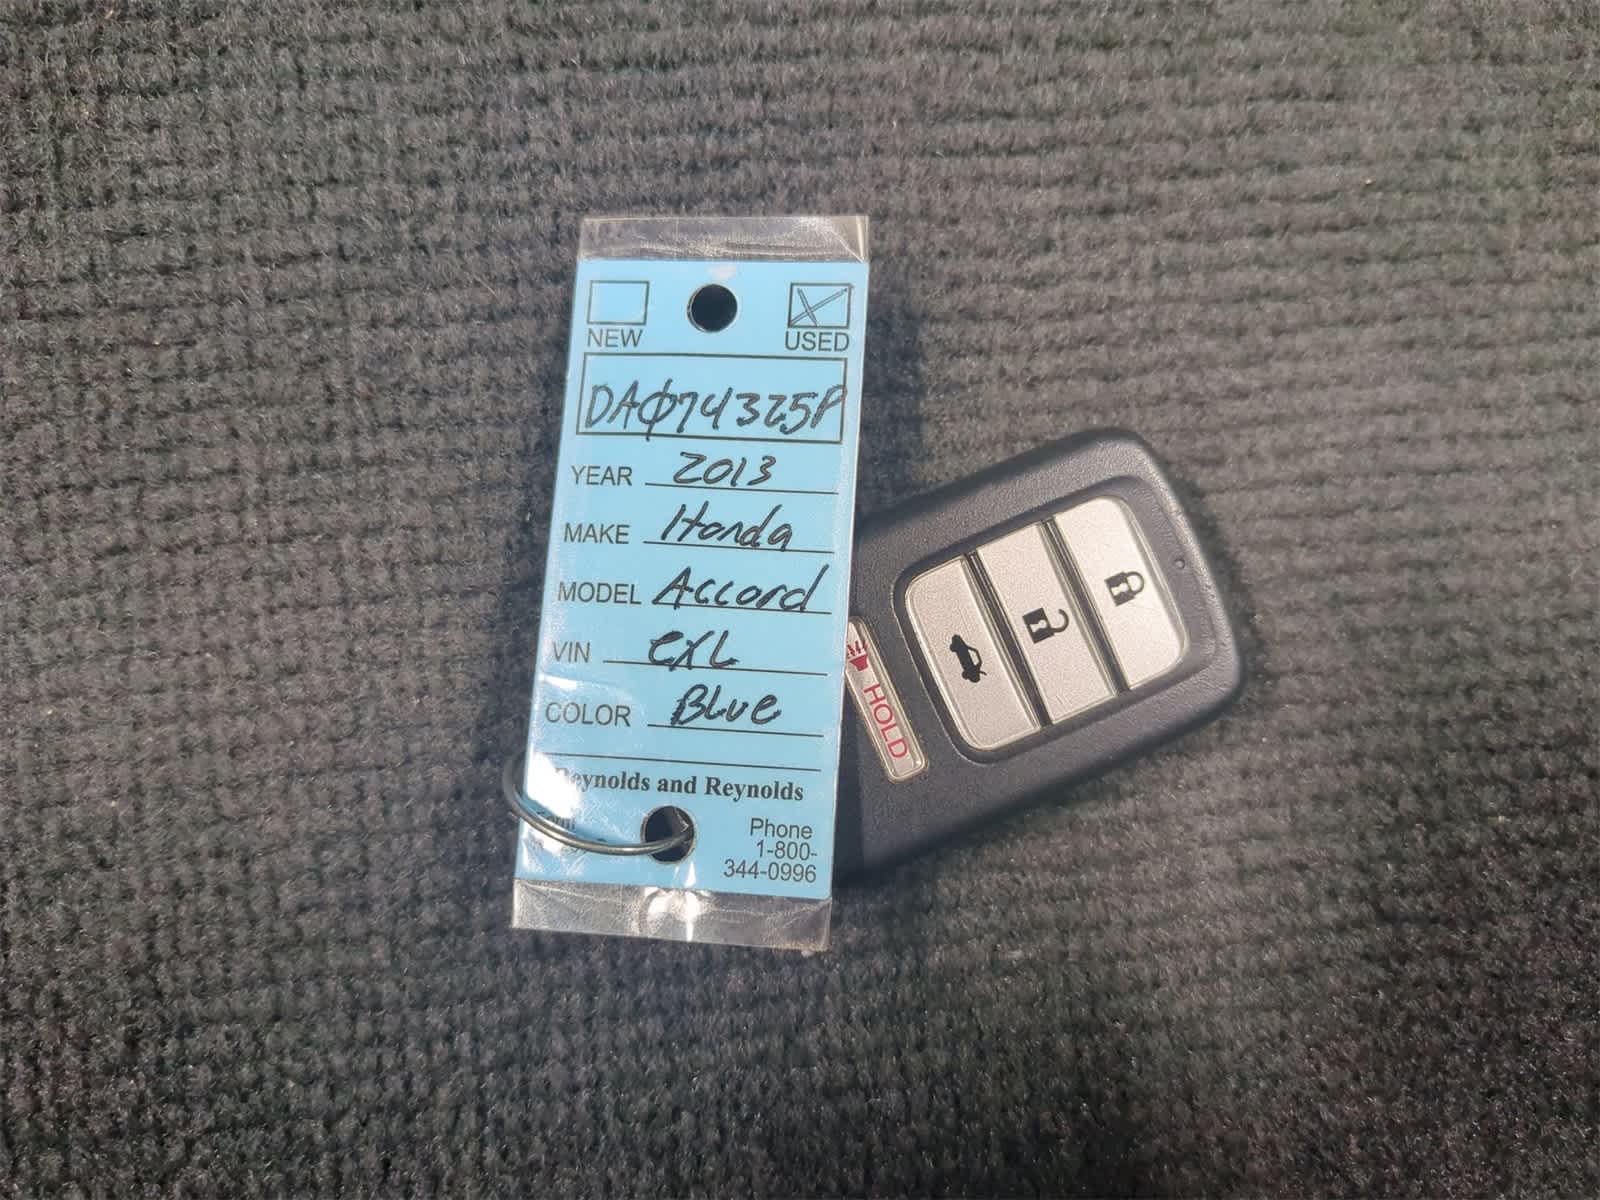 NEW USED
DAØ74325P
YEAR 2013
MAKE Honda
MODEL Accord
VIN exL
COLOR BLue
Reynolds and Reynolds
Phone
1-800-
344-0996
HOLD